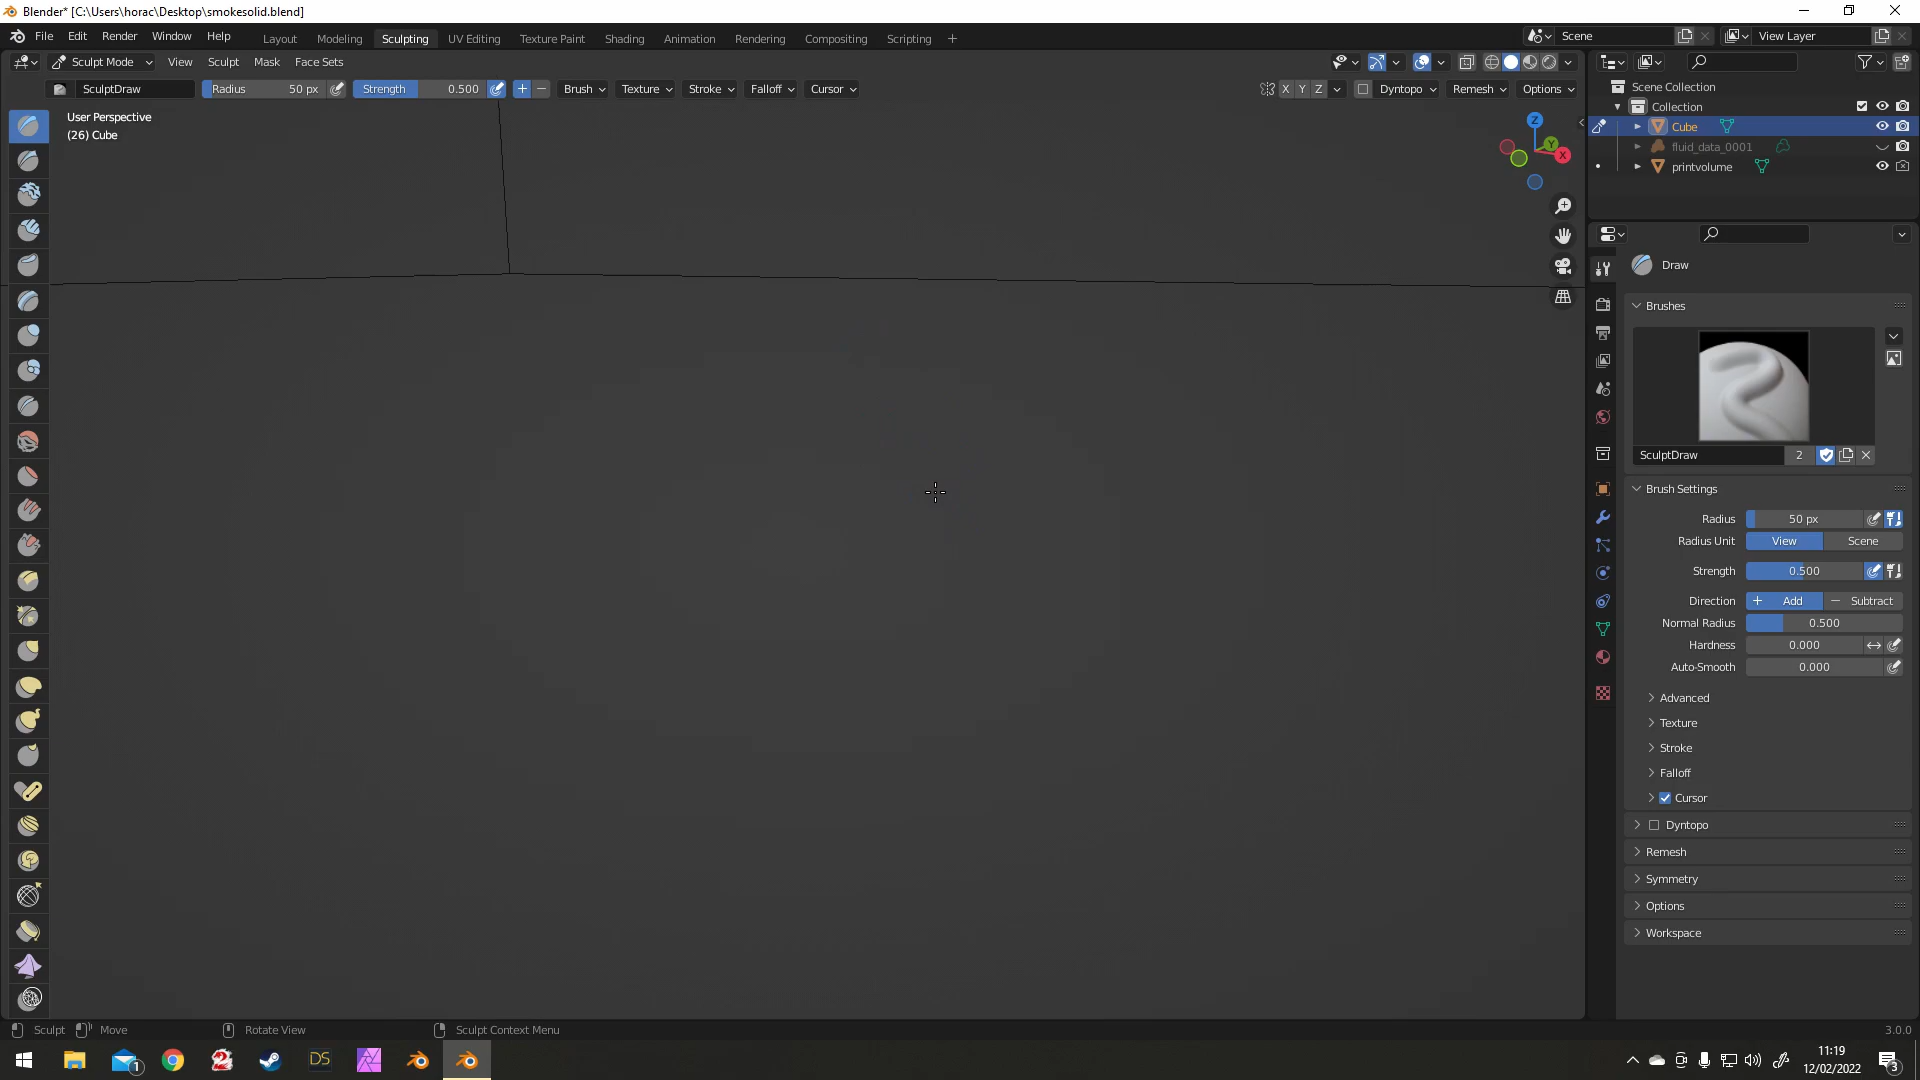 Blender* [C:\Users\horac\Desktop\smokesolid.blend]
File Edit Render Window Help Layout Modeling Sculpting UV Editing Texture Paint Shading Animation Rendering Compositing Scripting Scene View Layer
Sculpt Mode View Sculpt Mask Face Sets
SculptDraw Radius 50 px Strength 0.500 Brush Texture Stroke Falloff Cursor X Y Z Dyntopo Remesh Options
User Perspective
(26) Cube
Z
Y
X
Scene Collection
Collection
Cube
fluid_data_0001
printvolume
Draw
Brushes
SculptDraw 2
Brush Settings
Radius 50 px
Radius Unit View Scene
Strength 0.500
Direction + Add − Subtract
Normal Radius 0.500
Hardness 0.000
Auto-Smooth 0.000
Advanced
Texture
Stroke
Falloff
Cursor
Dyntopo
Remesh
Symmetry
Options
Workspace
Sculpt Move Rotate View Sculpt Context Menu 3.0.0
1 2 DS 11:19
12/02/2022 3